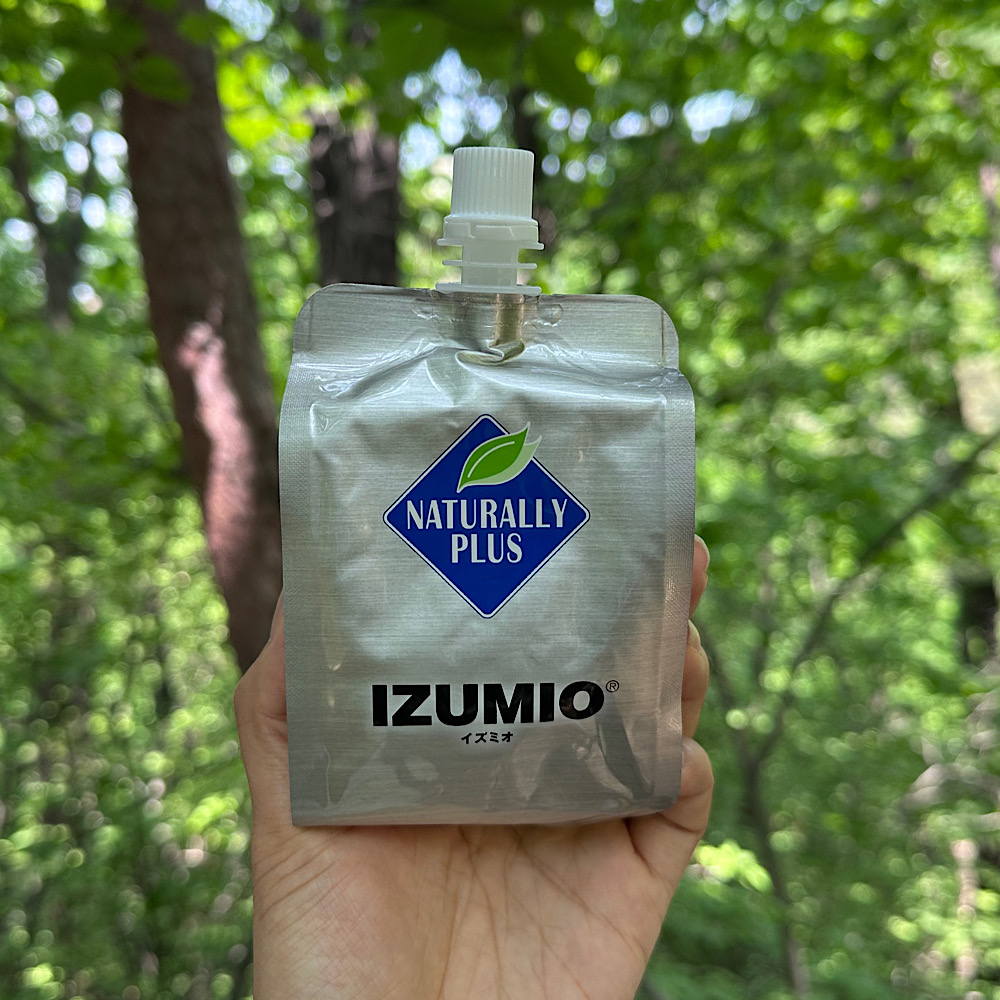 NATURALLY
PLUS
IZUMIO®
イズミオ